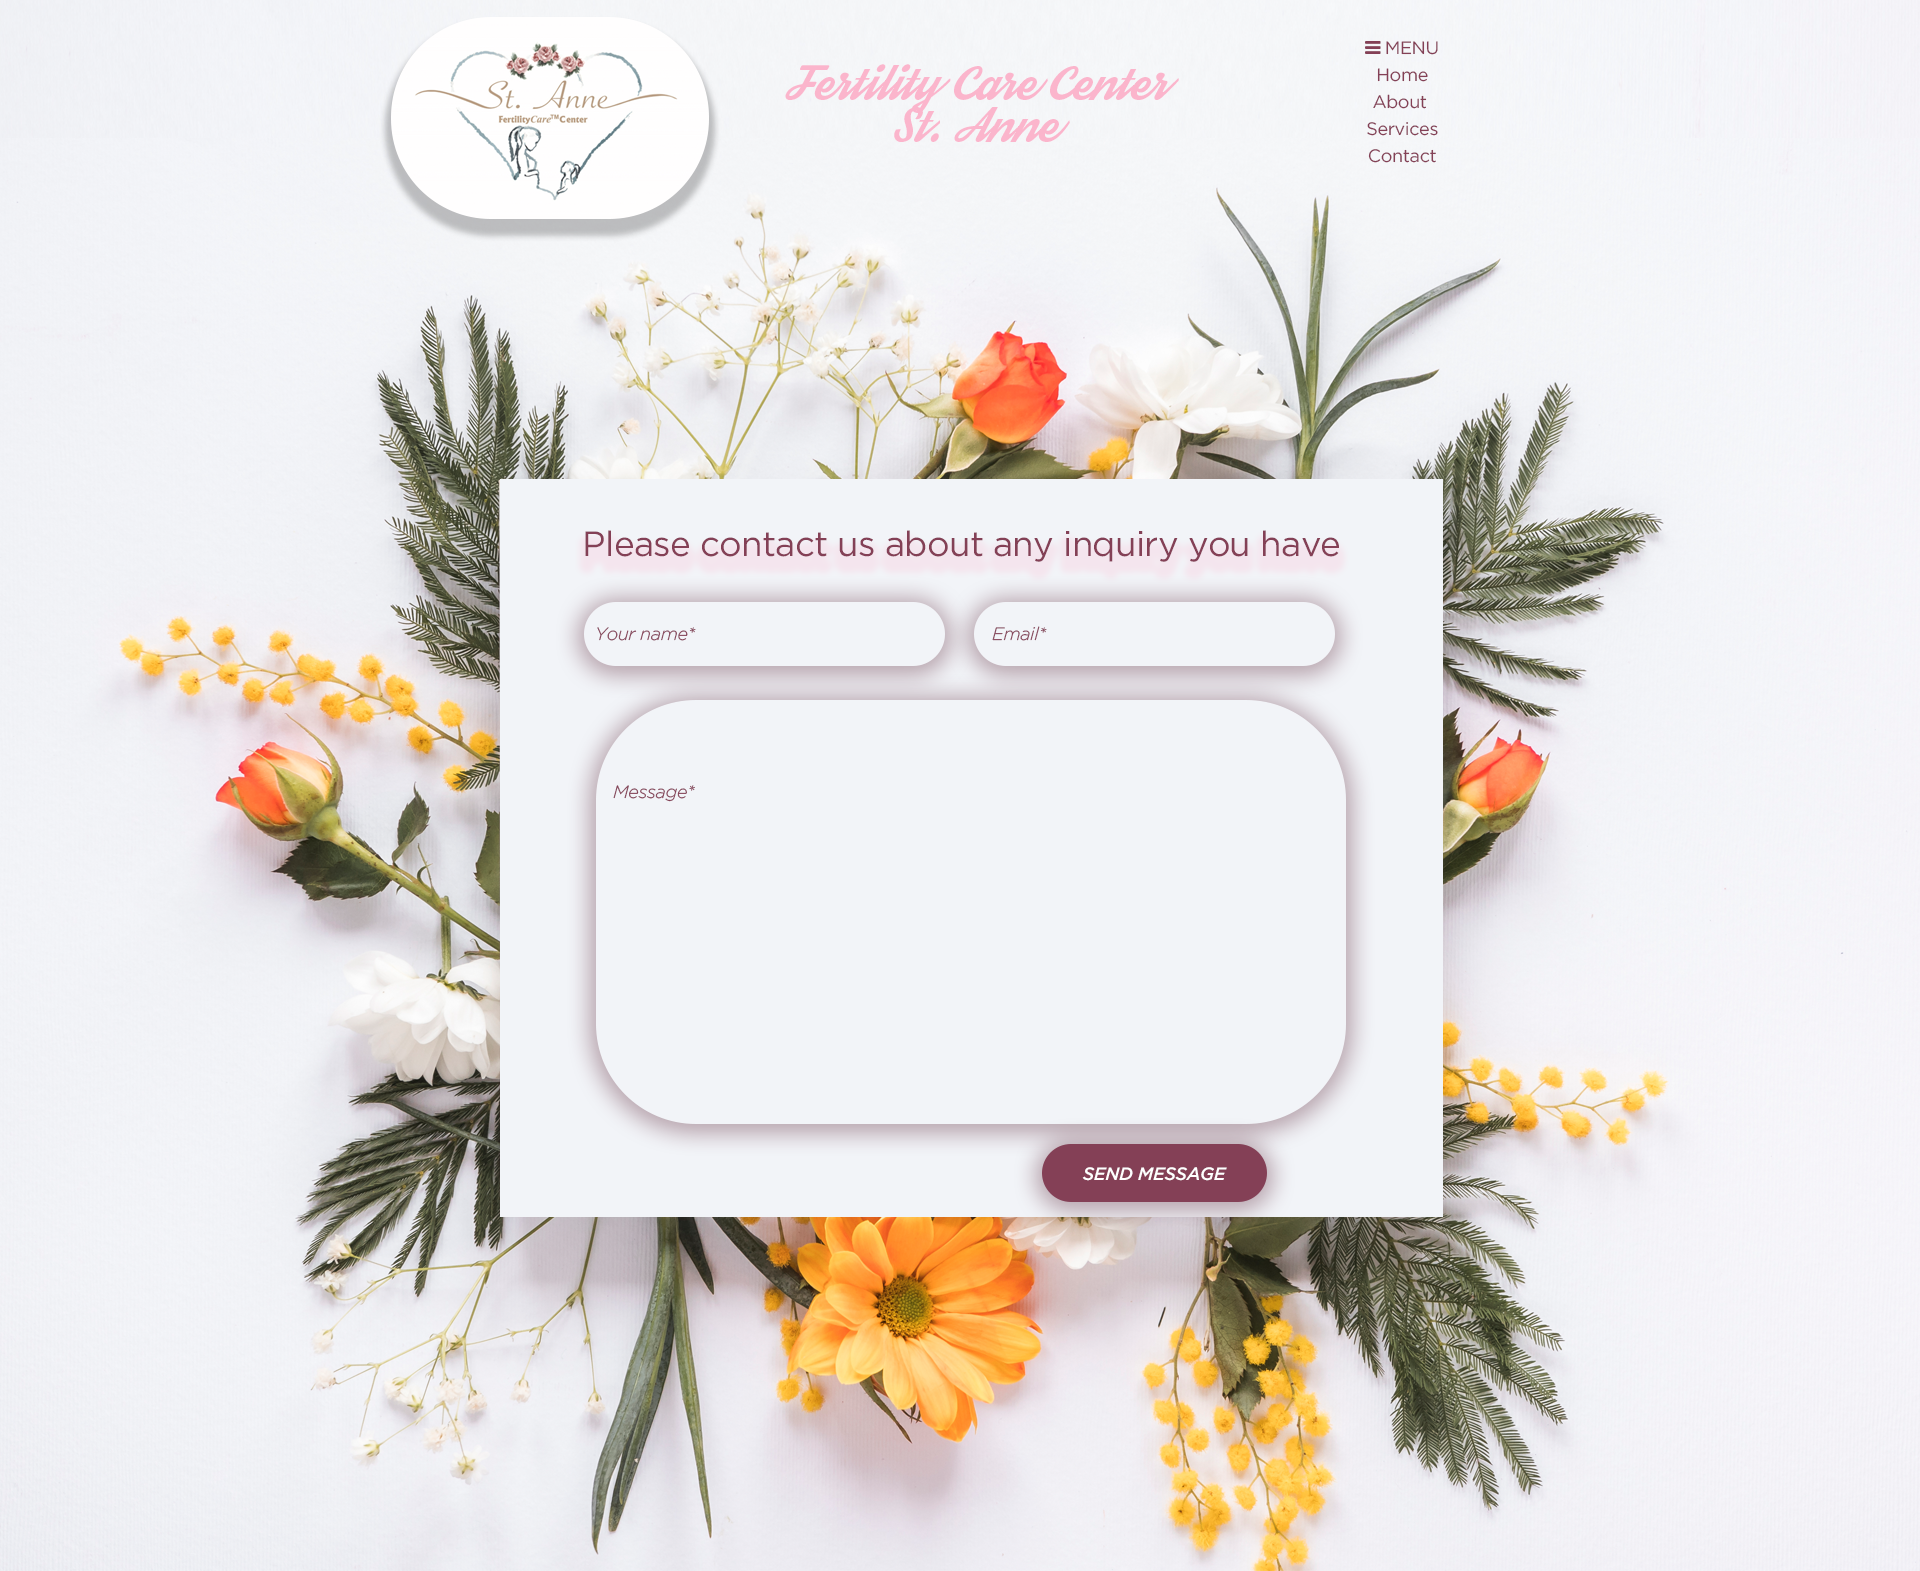 St. Anne
FertilityCare™Center
Fertility Care Center
St. Anne
MENU
Home
About
Services
Contact
Please contact us about any inquiry you have
Your name*
Email*
Message*
SEND MESSAGE